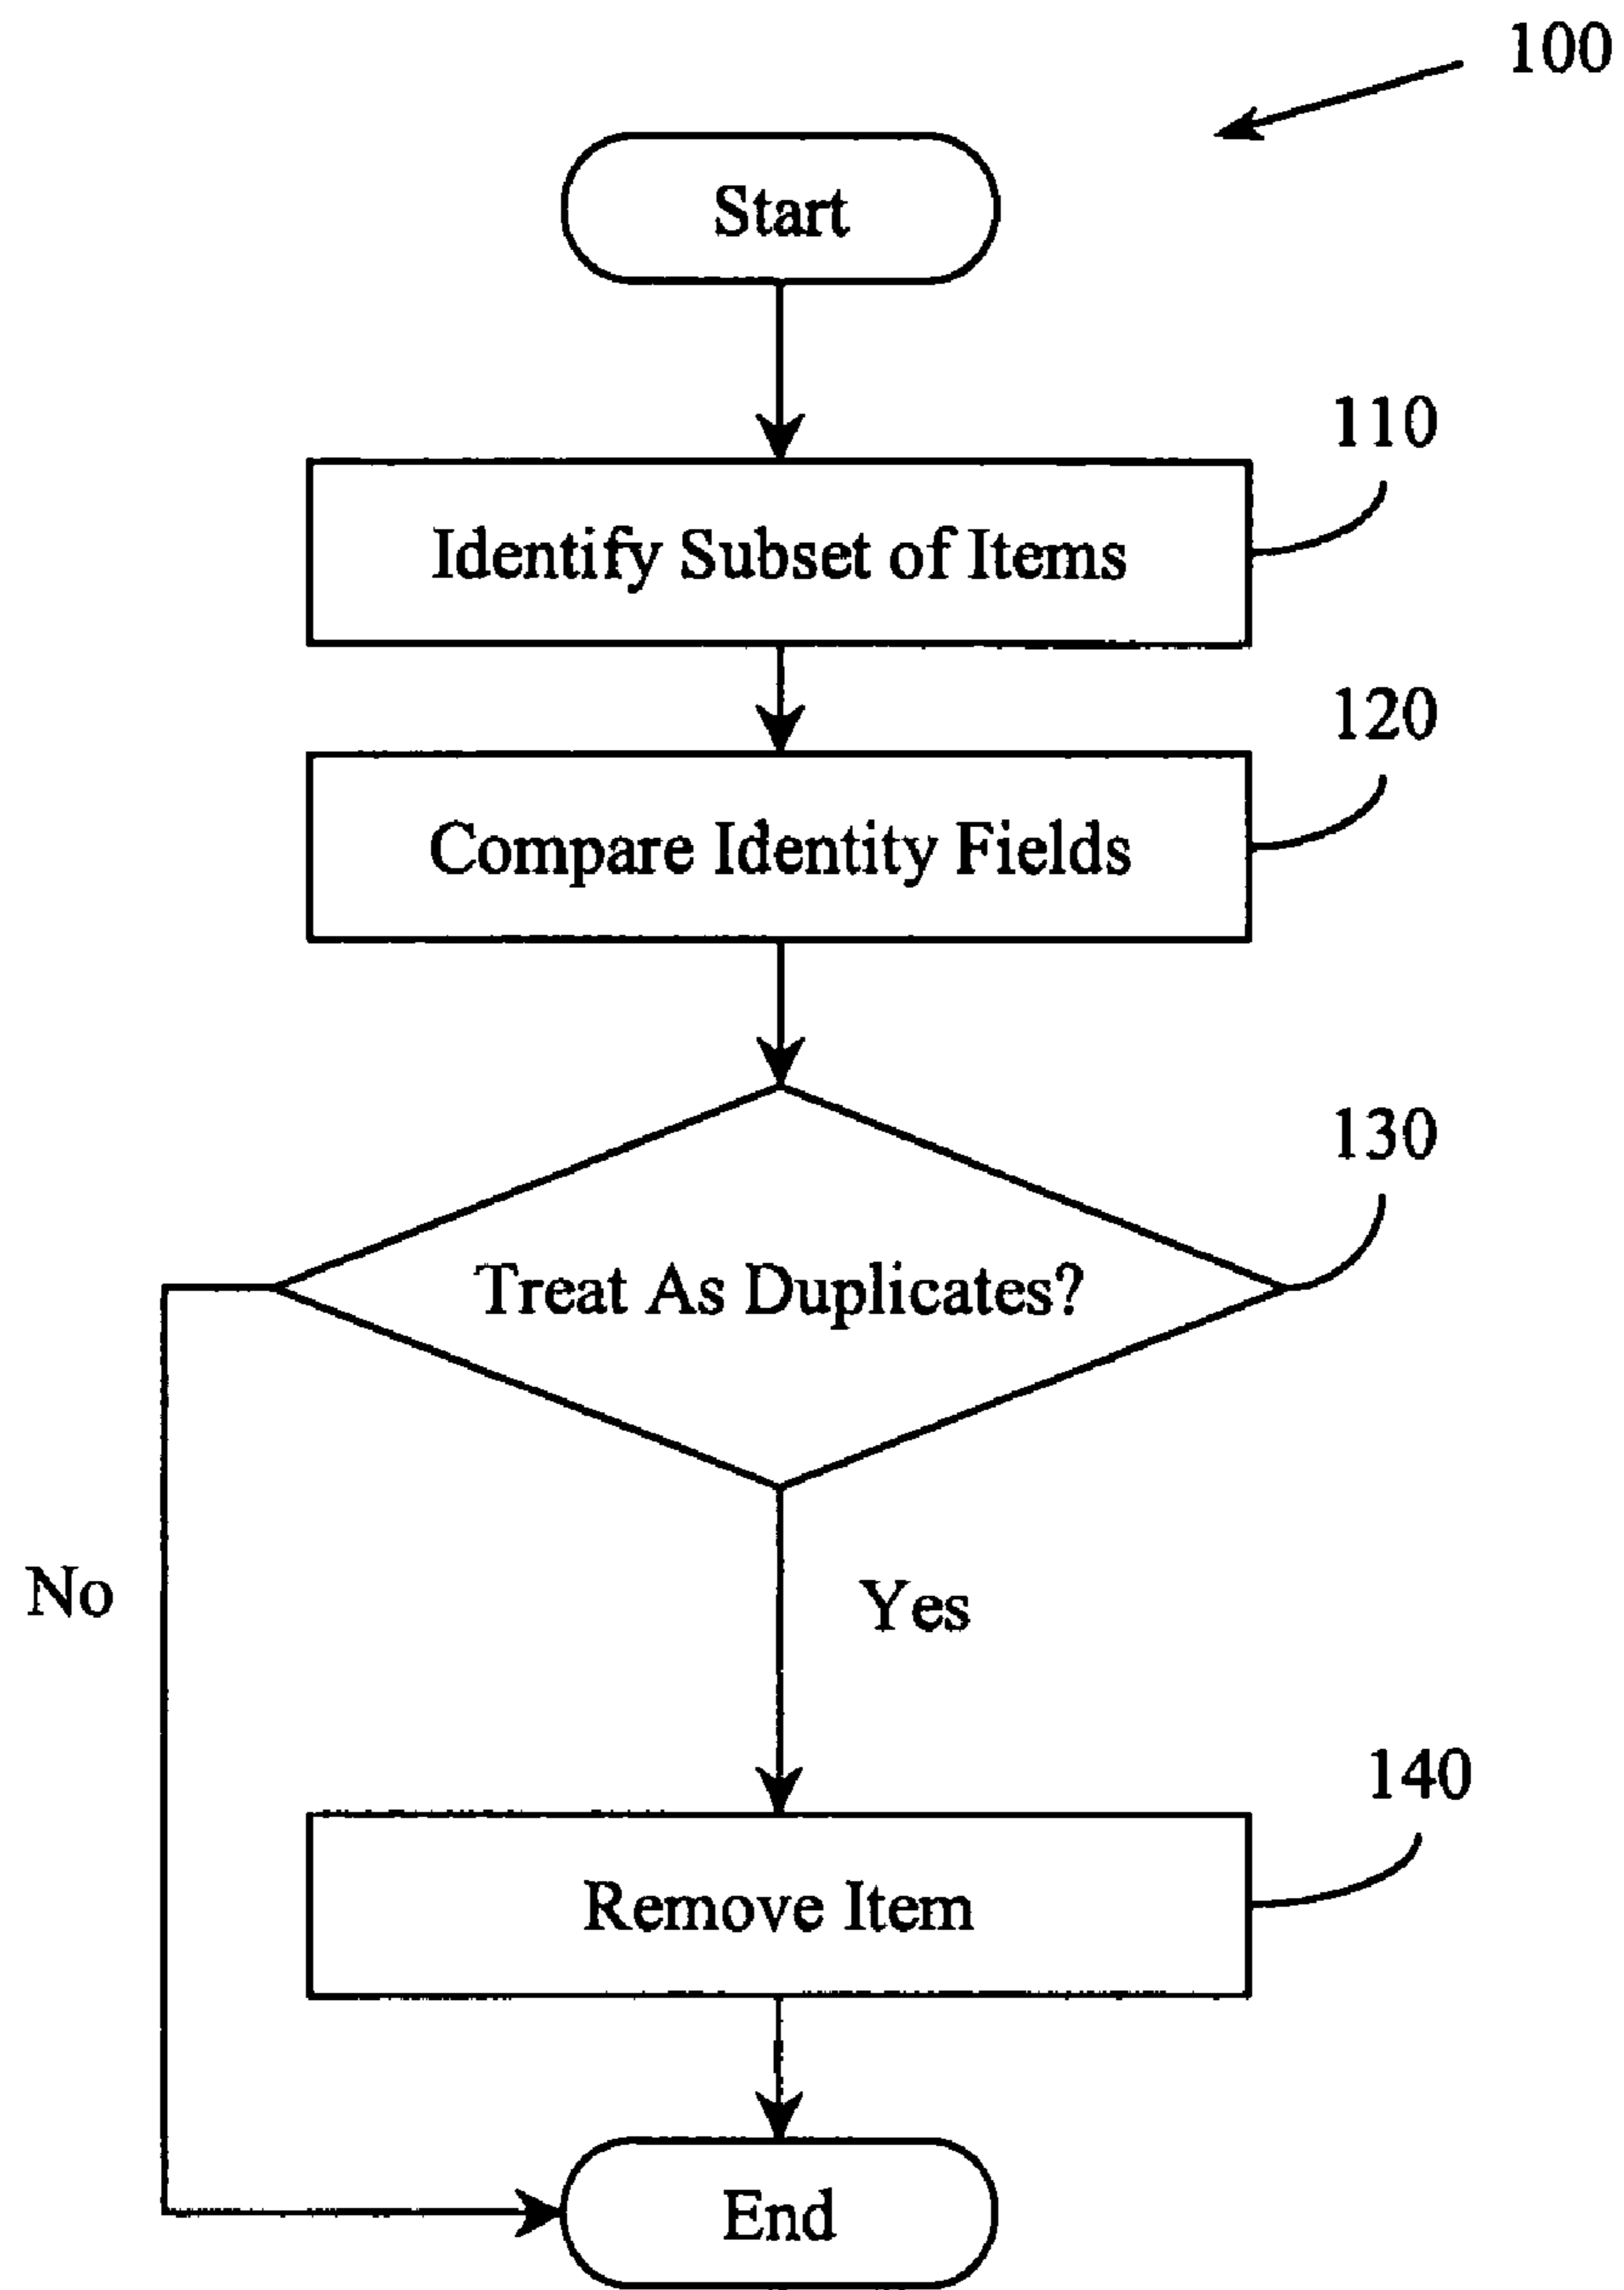 100
Start
110
Identify Subset of Items
120
Compare Identity Fields
130
Treat As Duplicates?
No
Yes
140
Remove Item
End